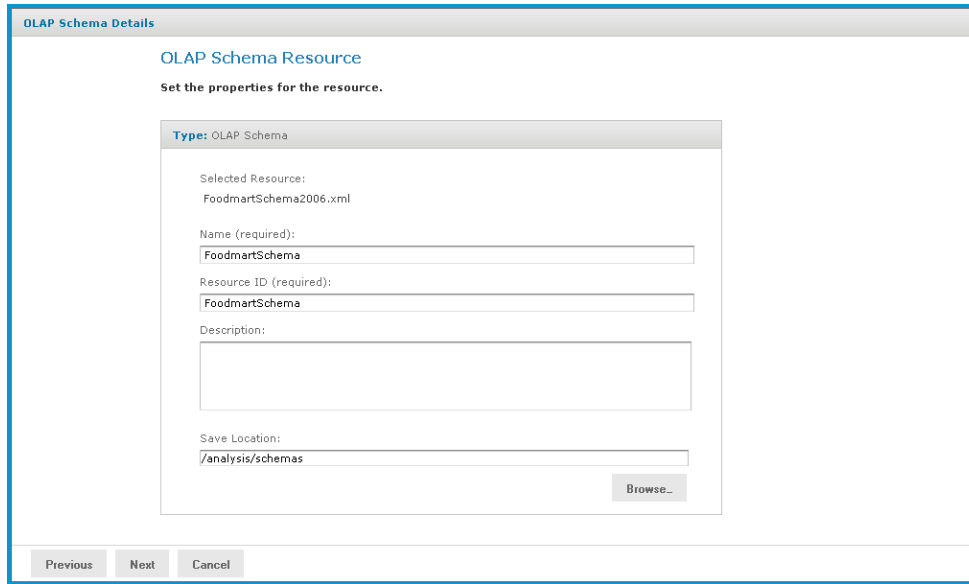 OLAP Schema Details
OLAP Schema Resource
Set the properties for the resource.
Type: OLAP Schema
Selected Resource:
FoodmartSchema2006.xml
Name (required):
FoodmartSchema
Resource ID (required):
FoodmartSchema
Description:
Save Location:
/analysis/schemas
Browse...
Previous Next Cancel